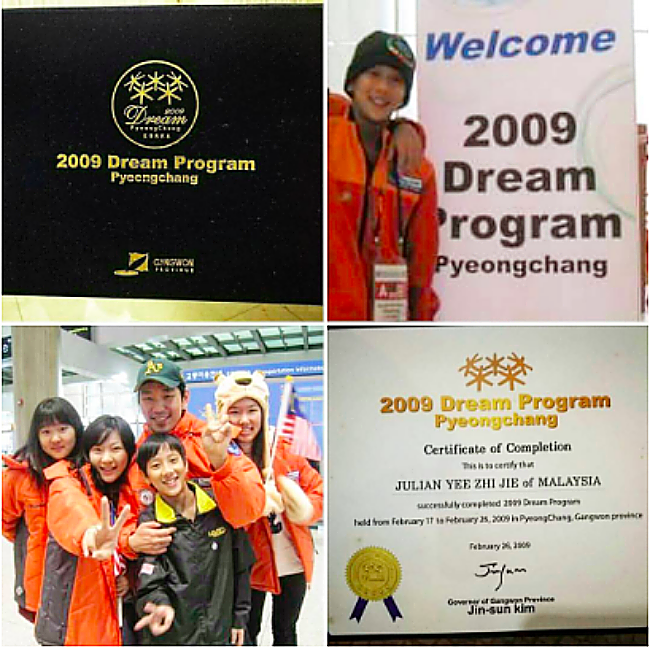 2009
Dream
PyeongChang
2009 Dream Program
Pyeongchang
GANGWON
PROVINCE
Welcome
2009
Dream
Program
Pyeongchang
A
2009 Dream Program
Pyeongchang
Certificate of Completion
This is to certify that
JULIAN YEE ZHI JIE of MALAYSIA
successfully completed 2009 Dream Program
held from February 17 to February 26, 2009 in PyeongChang, Gangwon province
February 26, 2009
Governor of Gangwon Province
Jin-sun kim